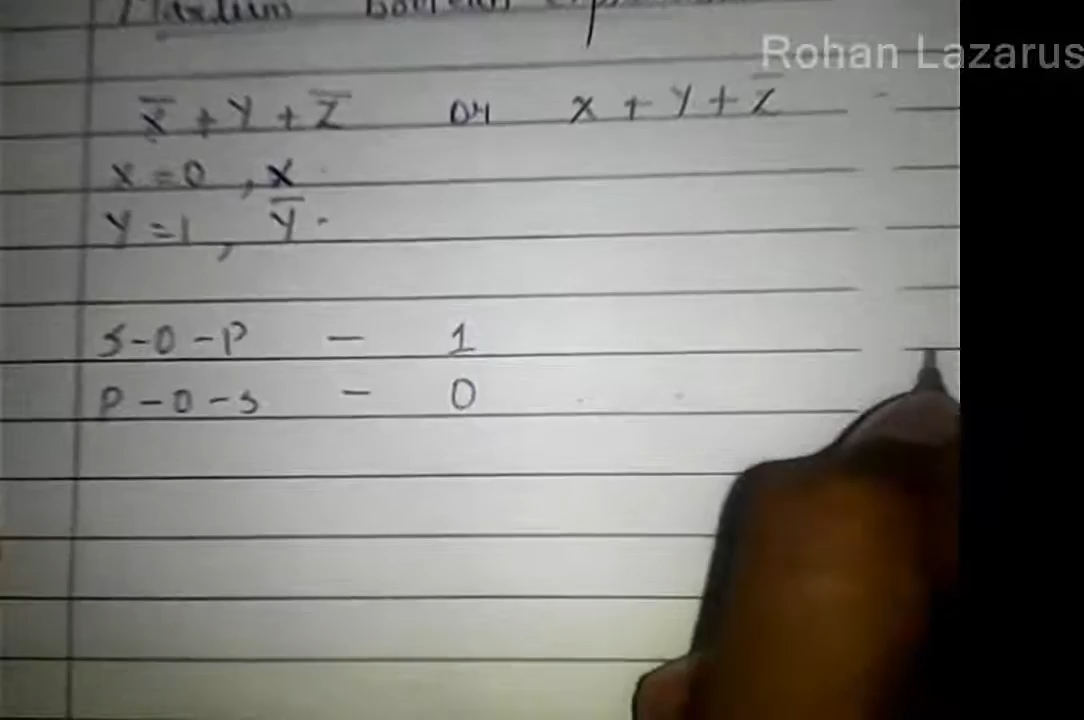 Rohan Lazarus
X̅ + Y + Z̅ or X + Y + Z̅
X = 0 , X
Y = 1 , Y̅
S-O-P — 1
P-O-S — 0